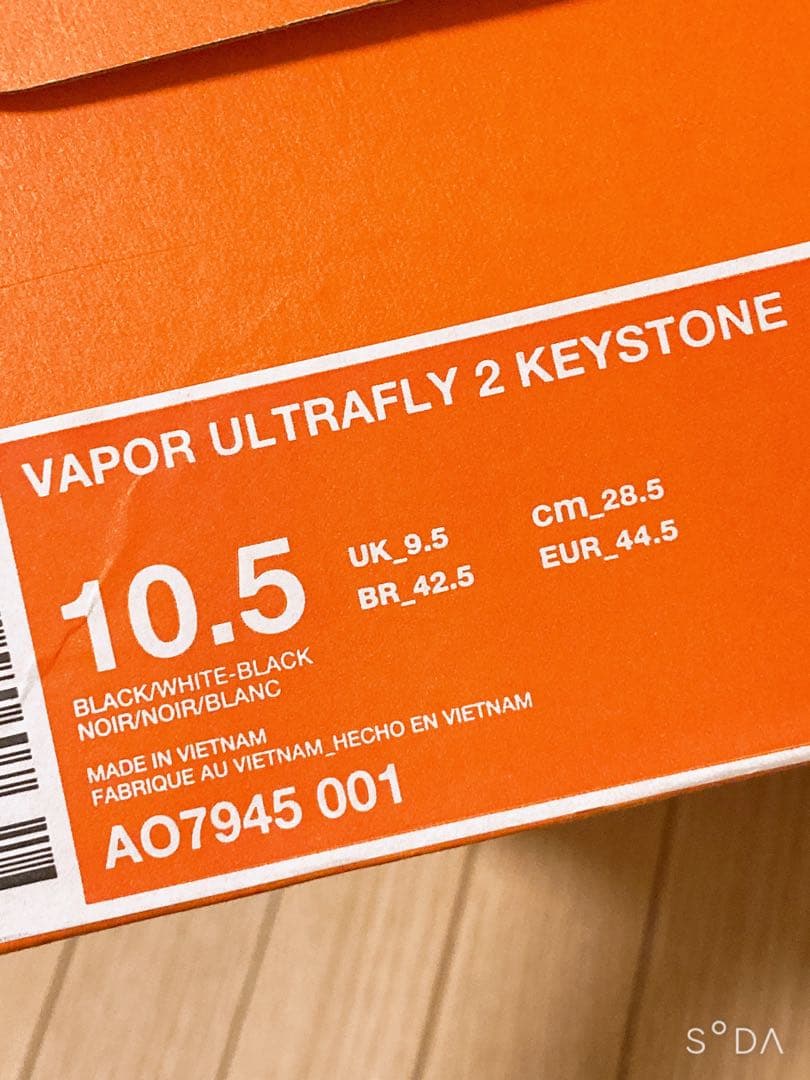 VAPOR ULTRAFLY 2 KEYSTONE
10.5
UK_9.5
cm_28.5
BR_42.5
EUR_44.5
BLACK/WHITE-BLACK
NOIR/NOIR/BLANC
MADE IN VIETNAM
FABRIQUE AU VIETNAM_HECHO EN VIETNAM
AO7945 001
SODA